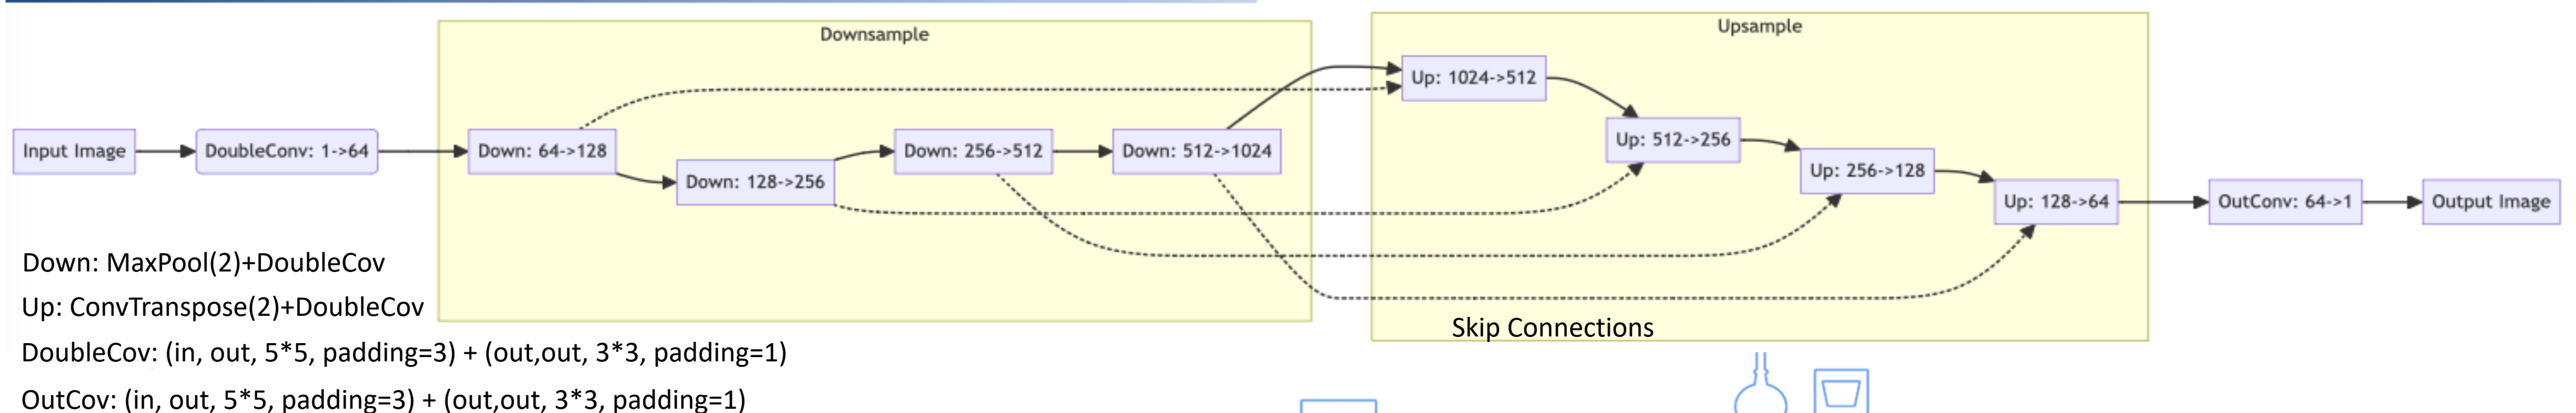 Downsample
Upsample
Input Image
DoubleConv: 1->64
Down: 64->128
Down: 128->256
Down: 256->512
Down: 512->1024
Up: 1024->512
Up: 512->256
Up: 256->128
Up: 128->64
OutConv: 64->1
Output Image
Skip Connections
Down: MaxPool(2)+DoubleCov
Up: ConvTranspose(2)+DoubleCov
DoubleCov: (in, out, 5*5, padding=3) + (out,out, 3*3, padding=1)
OutCov: (in, out, 5*5, padding=3) + (out,out, 3*3, padding=1)